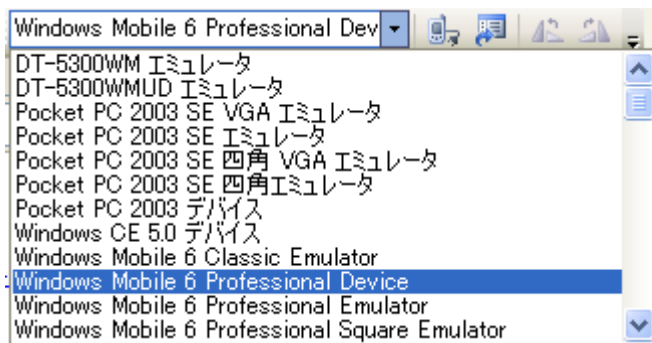 Windows Mobile 6 Professional Dev
DT-5300WM エミュレータ
DT-5300WMUD エミュレータ
Pocket PC 2003 SE VGA エミュレータ
Pocket PC 2003 SE エミュレータ
Pocket PC 2003 SE 四角 VGA エミュレータ
Pocket PC 2003 SE 四角エミュレータ
Pocket PC 2003 デバイス
Windows CE 5.0 デバイス
Windows Mobile 6 Classic Emulator
Windows Mobile 6 Professional Device
Windows Mobile 6 Professional Emulator
Windows Mobile 6 Professional Square Emulator